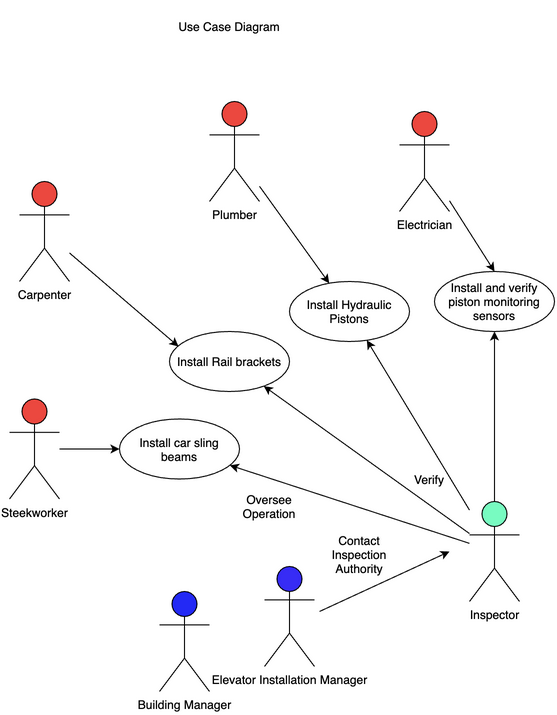 Use Case Diagram
Plumber
Electrician
Carpenter
Install Hydraulic
Pistons
Install and verify
piston monitoring
sensors
Install Rail brackets
Install car sling
beams
Steekworker
Verify
Oversee
Operation
Contact
Inspection
Authority
Inspector
Elevator Installation Manager
Building Manager